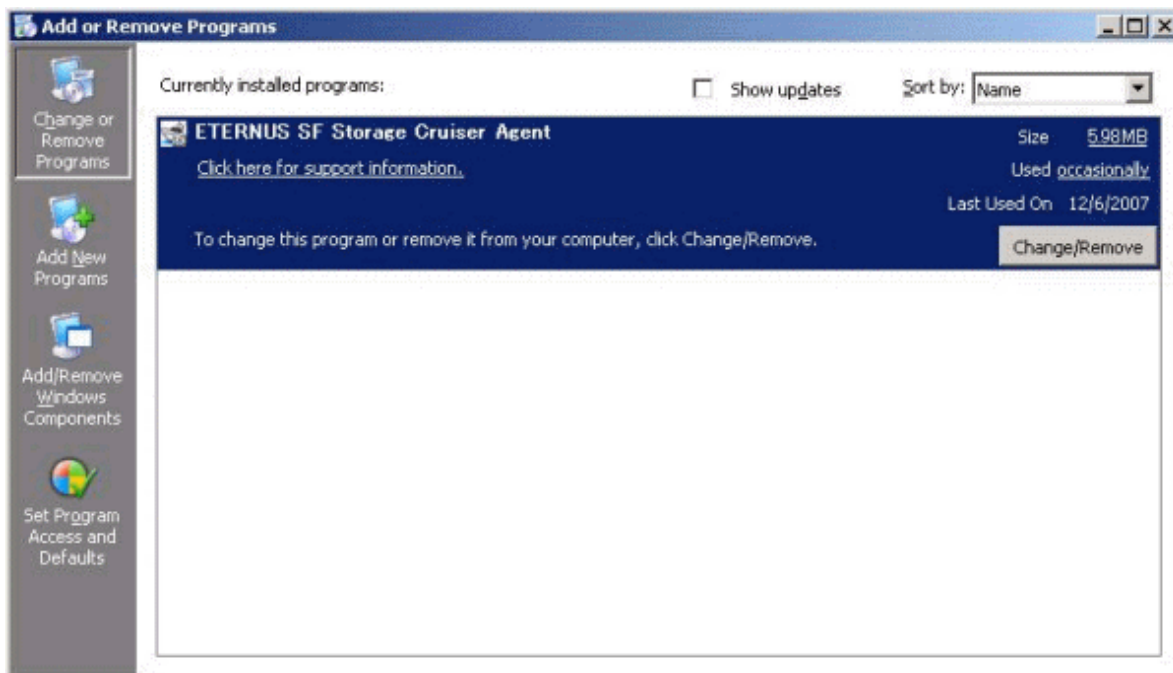 Add or Remove Programs
Change or
Remove
Programs
Add New
Programs
Add/Remove
Windows
Components
Set Program
Access and
Defaults
Currently installed programs:
Show updates
Sort by: Name
ETERNUS SF Storage Cruiser Agent
Size 5.98MB
Click here for support information.
Used occasionally
Last Used On 12/6/2007
To change this program or remove it from your computer, click Change/Remove.
Change/Remove